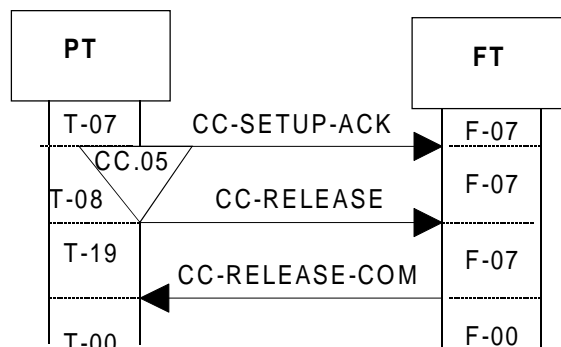 PT
FT
T-07
CC-SETUP-ACK
F-07
CC.05
T-08
CC-RELEASE
F-07
T-19
CC-RELEASE-COM
F-07
T-00
F-00